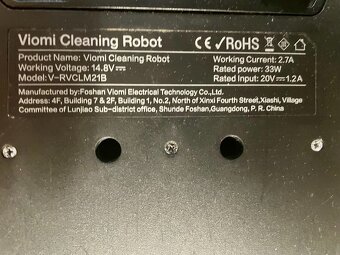 Viomi Cleaning Robot CE ✓RoHS
Product Name: Viomi Cleaning Robot Working Current: 2.7A
Working Voltage: 14.8V⎓ Rated power: 33W
Model: V-RVCLM21B Rated Input: 20V⎓1.2A
Manufactured by:Foshan Viomi Electrical Technology Co.,Ltd.
Address: 4F, Building 7 & 2F, Building 1, No.2, North of Xinxi Fourth Street,Xiashi, Village
Committee of Lunjiao Sub-district office, Shunde Foshan,Guangdong, P. R. China